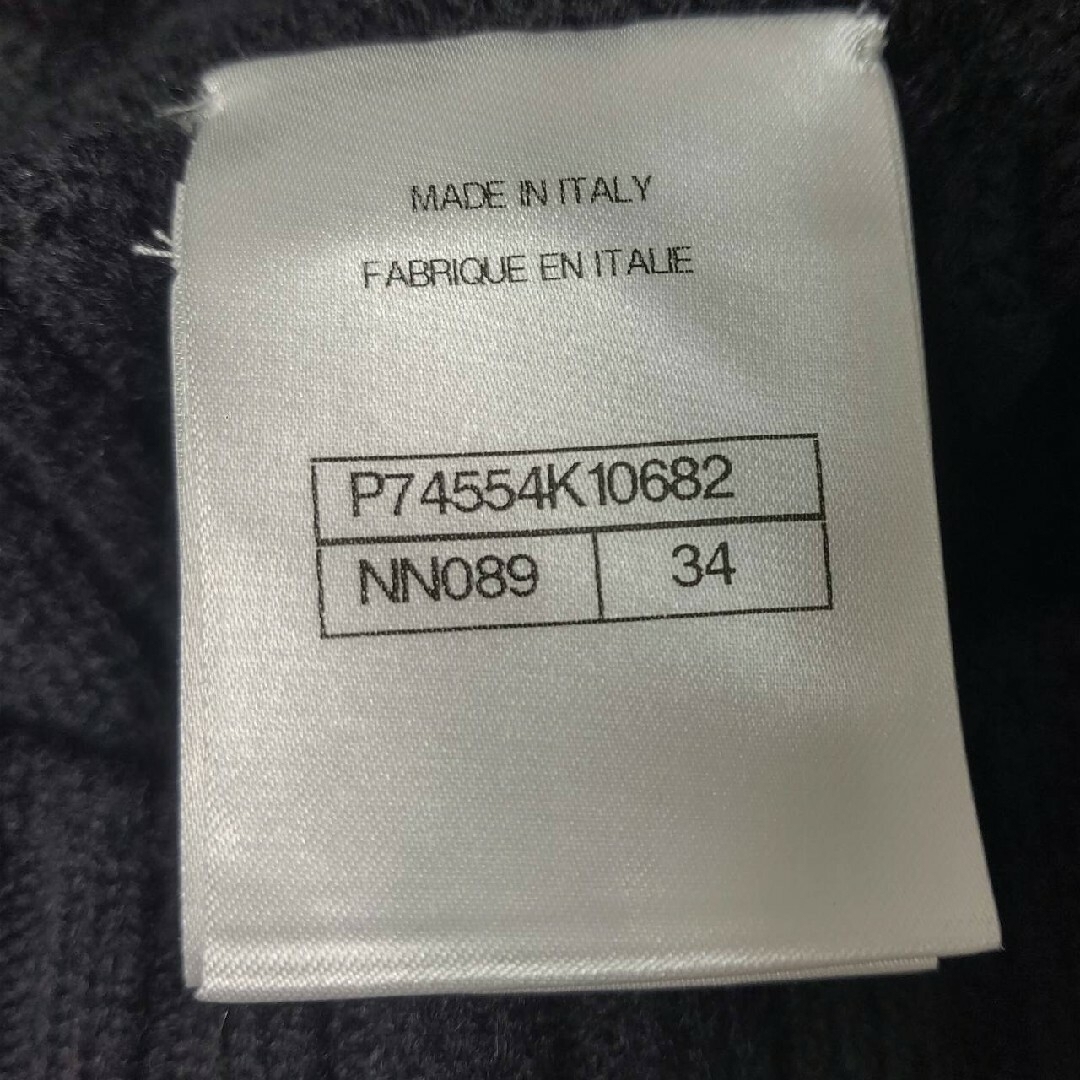 MADE IN ITALY
FABRIQUE EN ITALIE
P74554K10682
NN089 34